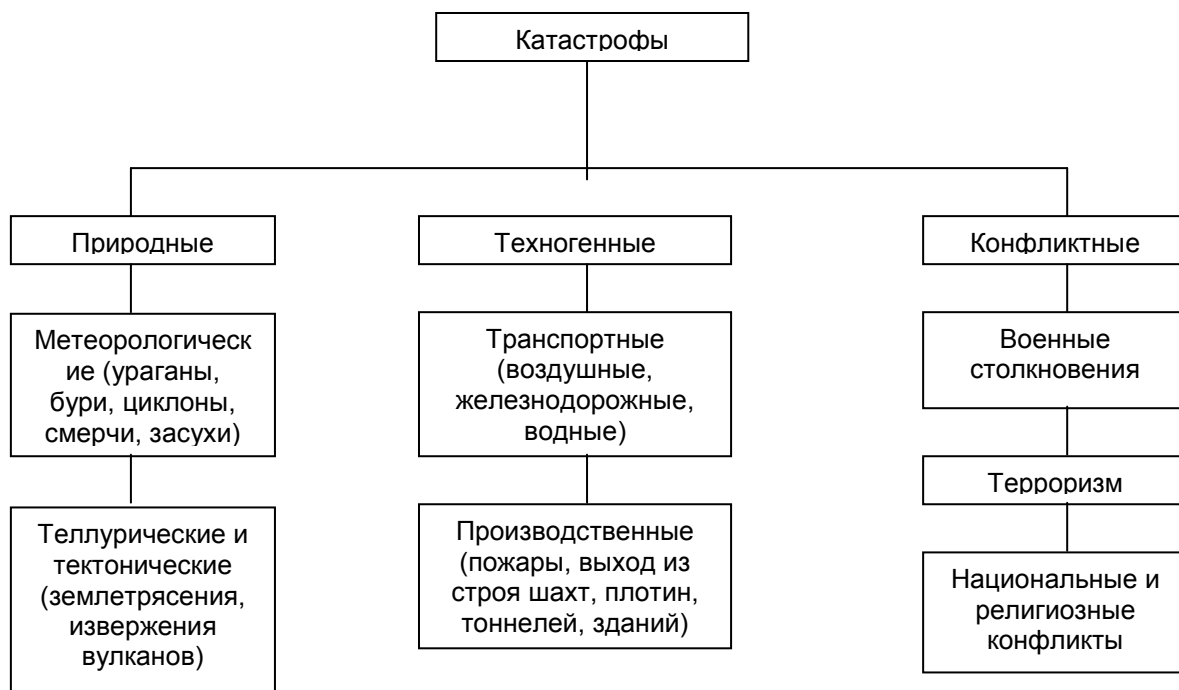 Катастрофы
Природные
Техногенные
Конфликтные
Метеорологическ
ие (ураганы,
бури, циклоны,
смерчи, засухи)
Транспортные
(воздушные,
железнодорожные,
водные)
Военные
столкновения
Терроризм
Теллурические и
тектонические
(землетрясения,
извержения
вулканов)
Производственные
(пожары, выход из
строя шахт, плотин,
тоннелей, зданий)
Национальные и
религиозные
конфликты